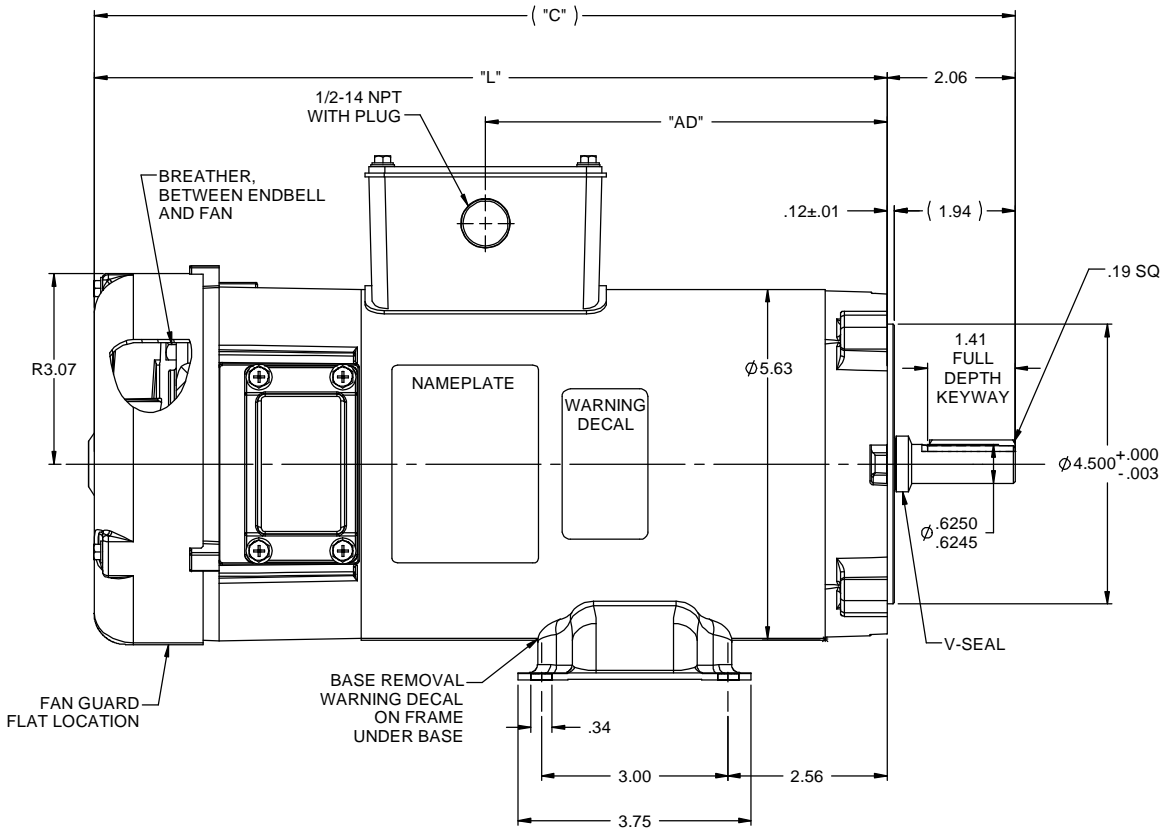 ( "C" )
"L"
2.06
1/2-14 NPT
WITH PLUG
"AD"
BREATHER,
BETWEEN ENDBELL
AND FAN
.12±.01
( 1.94 )
.19 SQ
R3.07
1.41
FULL
DEPTH
KEYWAY
NAMEPLATE
WARNING
DECAL
Ø5.63
Ø4.500 +.000
-.003
Ø .6250
.6245
V-SEAL
FAN GUARD
FLAT LOCATION
BASE REMOVAL
WARNING DECAL
ON FRAME
UNDER BASE
.34
3.00
2.56
3.75